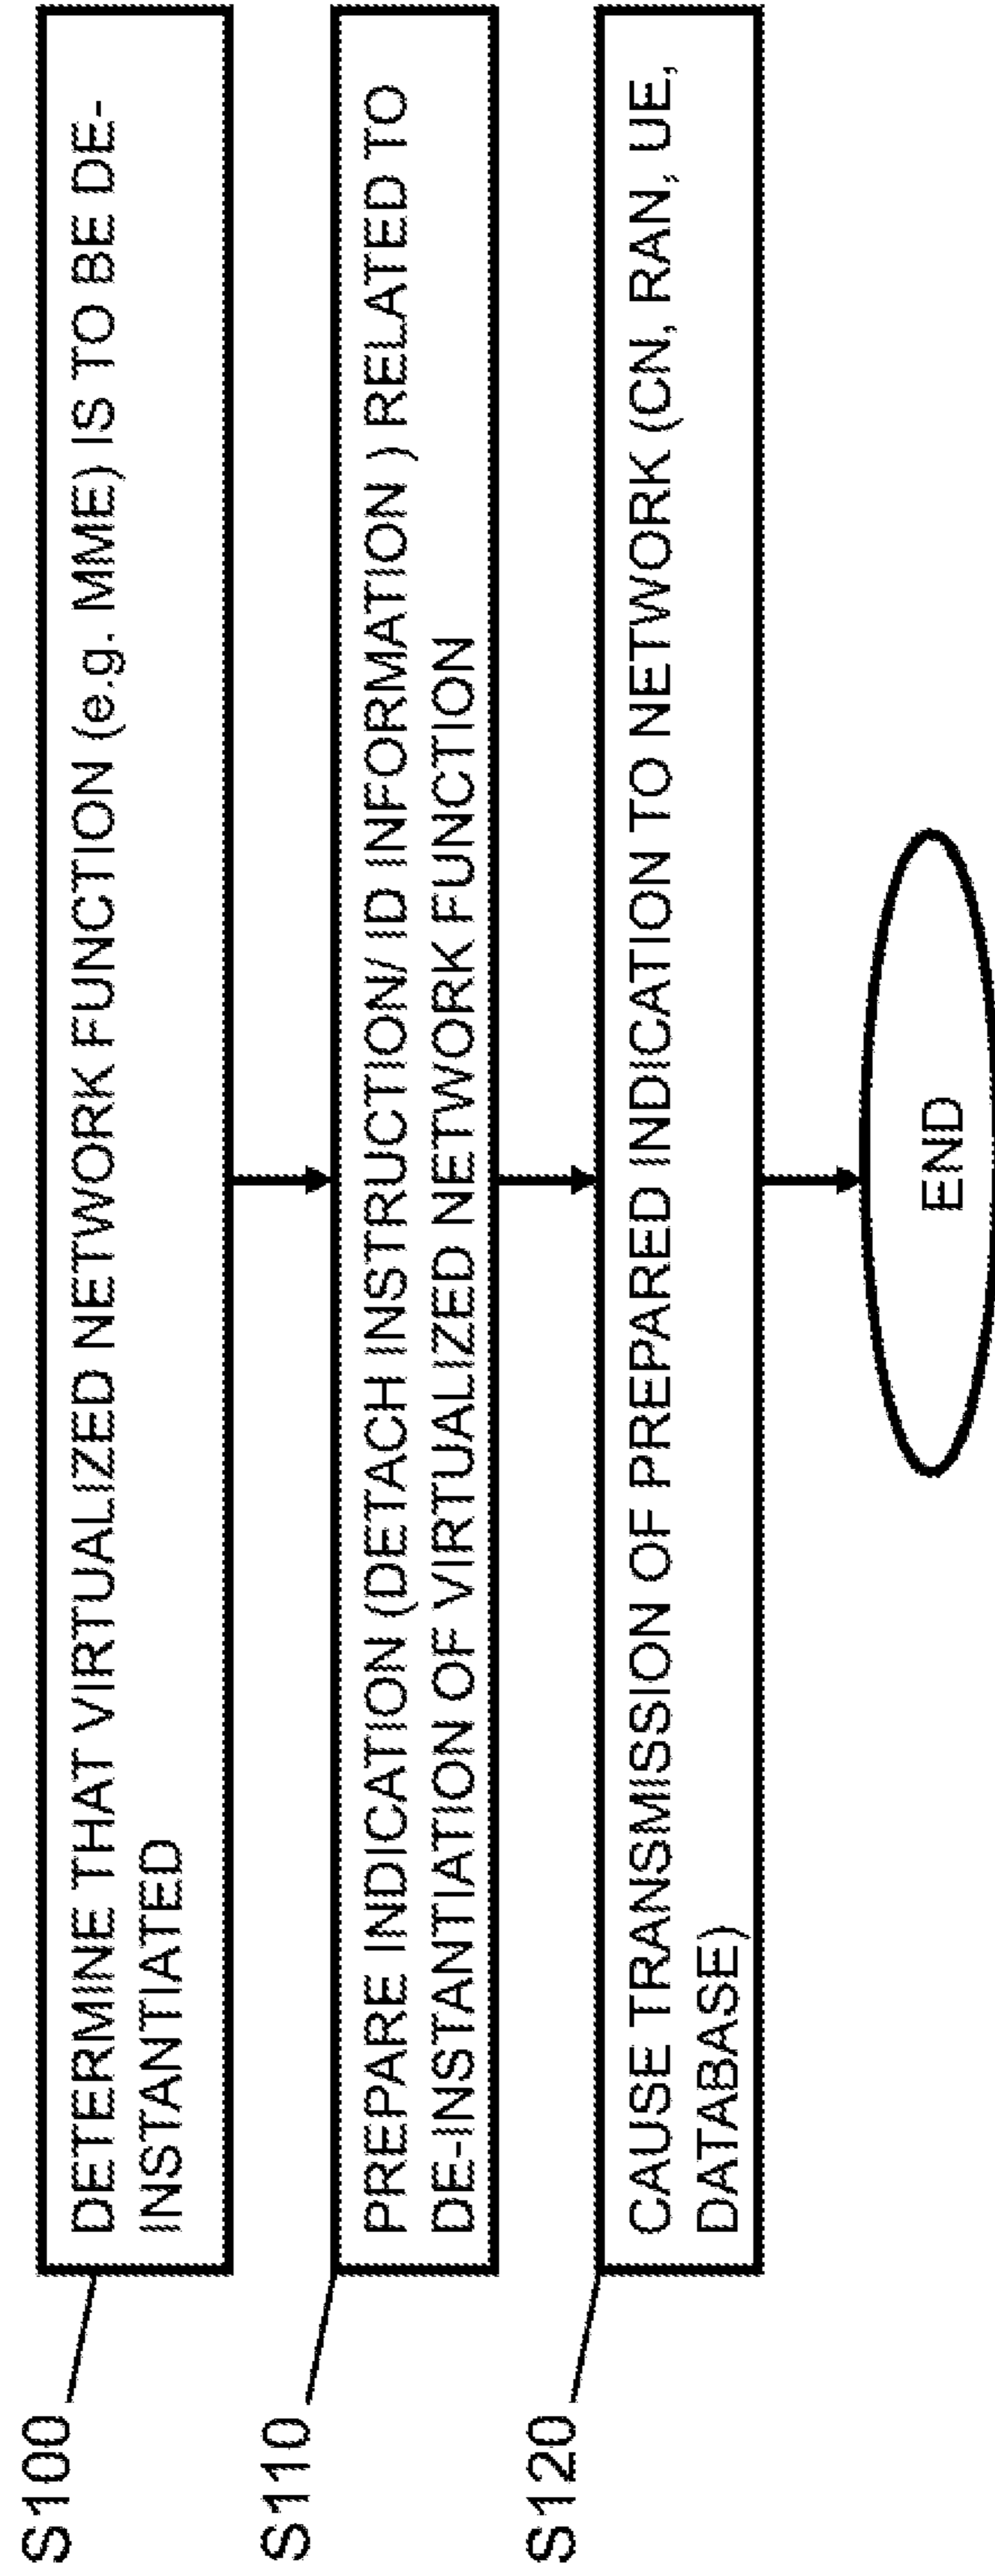 S100
DETERMINE THAT VIRTUALIZED NETWORK FUNCTION (e.g. MME) IS TO BE DE-
INSTANTIATED
S110
PREPARE INDICATION (DETACH INSTRUCTION/ ID INFORMATION ) RELATED TO
DE-INSTANTIATION OF VIRTUALIZED NETWORK FUNCTION
S120
CAUSE TRANSMISSION OF PREPARED INDICATION TO NETWORK (CN, RAN, UE,
DATABASE)
END